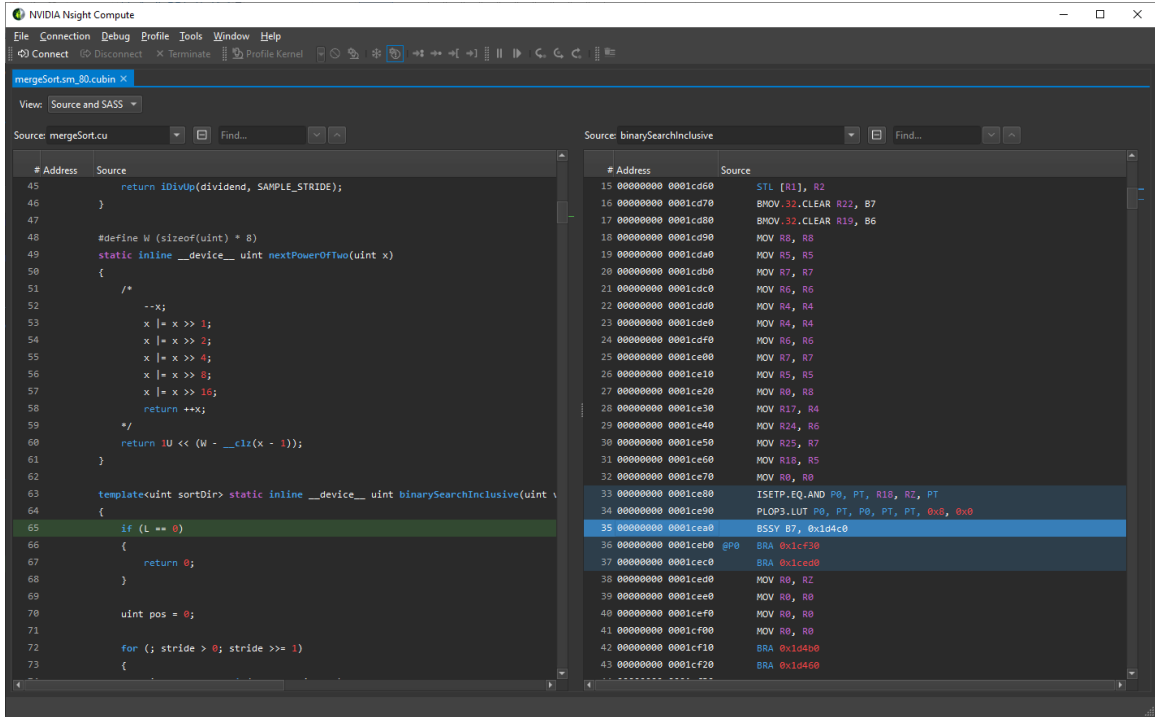 NVIDIA Nsight Compute
File Connection Debug Profile Tools Window Help
Connect Disconnect Terminate Profile Kernel
mergeSort.sm_80.cubin
View: Source and SASS
Source: mergeSort.cu Find...
# Address Source
45 return iDivUp(dividend, SAMPLE_STRIDE);
46 }
47
48 #define W (sizeof(uint) * 8)
49 static inline __device__ uint nextPowerOfTwo(uint x)
50 {
51 /*
52 --x;
53 x |= x >> 1;
54 x |= x >> 2;
55 x |= x >> 4;
56 x |= x >> 8;
57 x |= x >> 16;
58 return ++x;
59 */
60 return 1U << (W - __clz(x - 1));
61 }
62
63 template<uint sortDir> static inline __device__ uint binarySearchInclusive(uint
64 {
65 if (L == 0)
66 {
67 return 0;
68 }
69
70 uint pos = 0;
71
72 for (; stride > 0; stride >>= 1)
73 {
Source: binarySearchInclusive Find...
# Address Source
15 00000000 0001cd60 STL [R1], R2
16 00000000 0001cd70 BMOV.32.CLEAR R22, B7
17 00000000 0001cd80 BMOV.32.CLEAR R19, B6
18 00000000 0001cd90 MOV R8, R8
19 00000000 0001cda0 MOV R5, R5
20 00000000 0001cdb0 MOV R7, R7
21 00000000 0001cdc0 MOV R6, R6
22 00000000 0001cdd0 MOV R4, R4
23 00000000 0001cde0 MOV R4, R4
24 00000000 0001cdf0 MOV R6, R6
25 00000000 0001ce00 MOV R7, R7
26 00000000 0001ce10 MOV R5, R5
27 00000000 0001ce20 MOV R0, R8
28 00000000 0001ce30 MOV R17, R4
29 00000000 0001ce40 MOV R24, R6
30 00000000 0001ce50 MOV R25, R7
31 00000000 0001ce60 MOV R18, R5
32 00000000 0001ce70 MOV R0, R0
33 00000000 0001ce80 ISETP.EQ.AND P0, PT, R18, RZ, PT
34 00000000 0001ce90 PLOP3.LUT P0, PT, P0, PT, PT, 0x8, 0x0
35 00000000 0001cea0 BSSY B7, 0x1d4c0
36 00000000 0001ceb0 @P0 BRA 0x1cf30
37 00000000 0001cec0 BRA 0x1ced0
38 00000000 0001ced0 MOV R0, RZ
39 00000000 0001cee0 MOV R0, R0
40 00000000 0001cef0 MOV R0, R0
41 00000000 0001cf00 MOV R0, R0
42 00000000 0001cf10 BRA 0x1d4b0
43 00000000 0001cf20 BRA 0x1d460